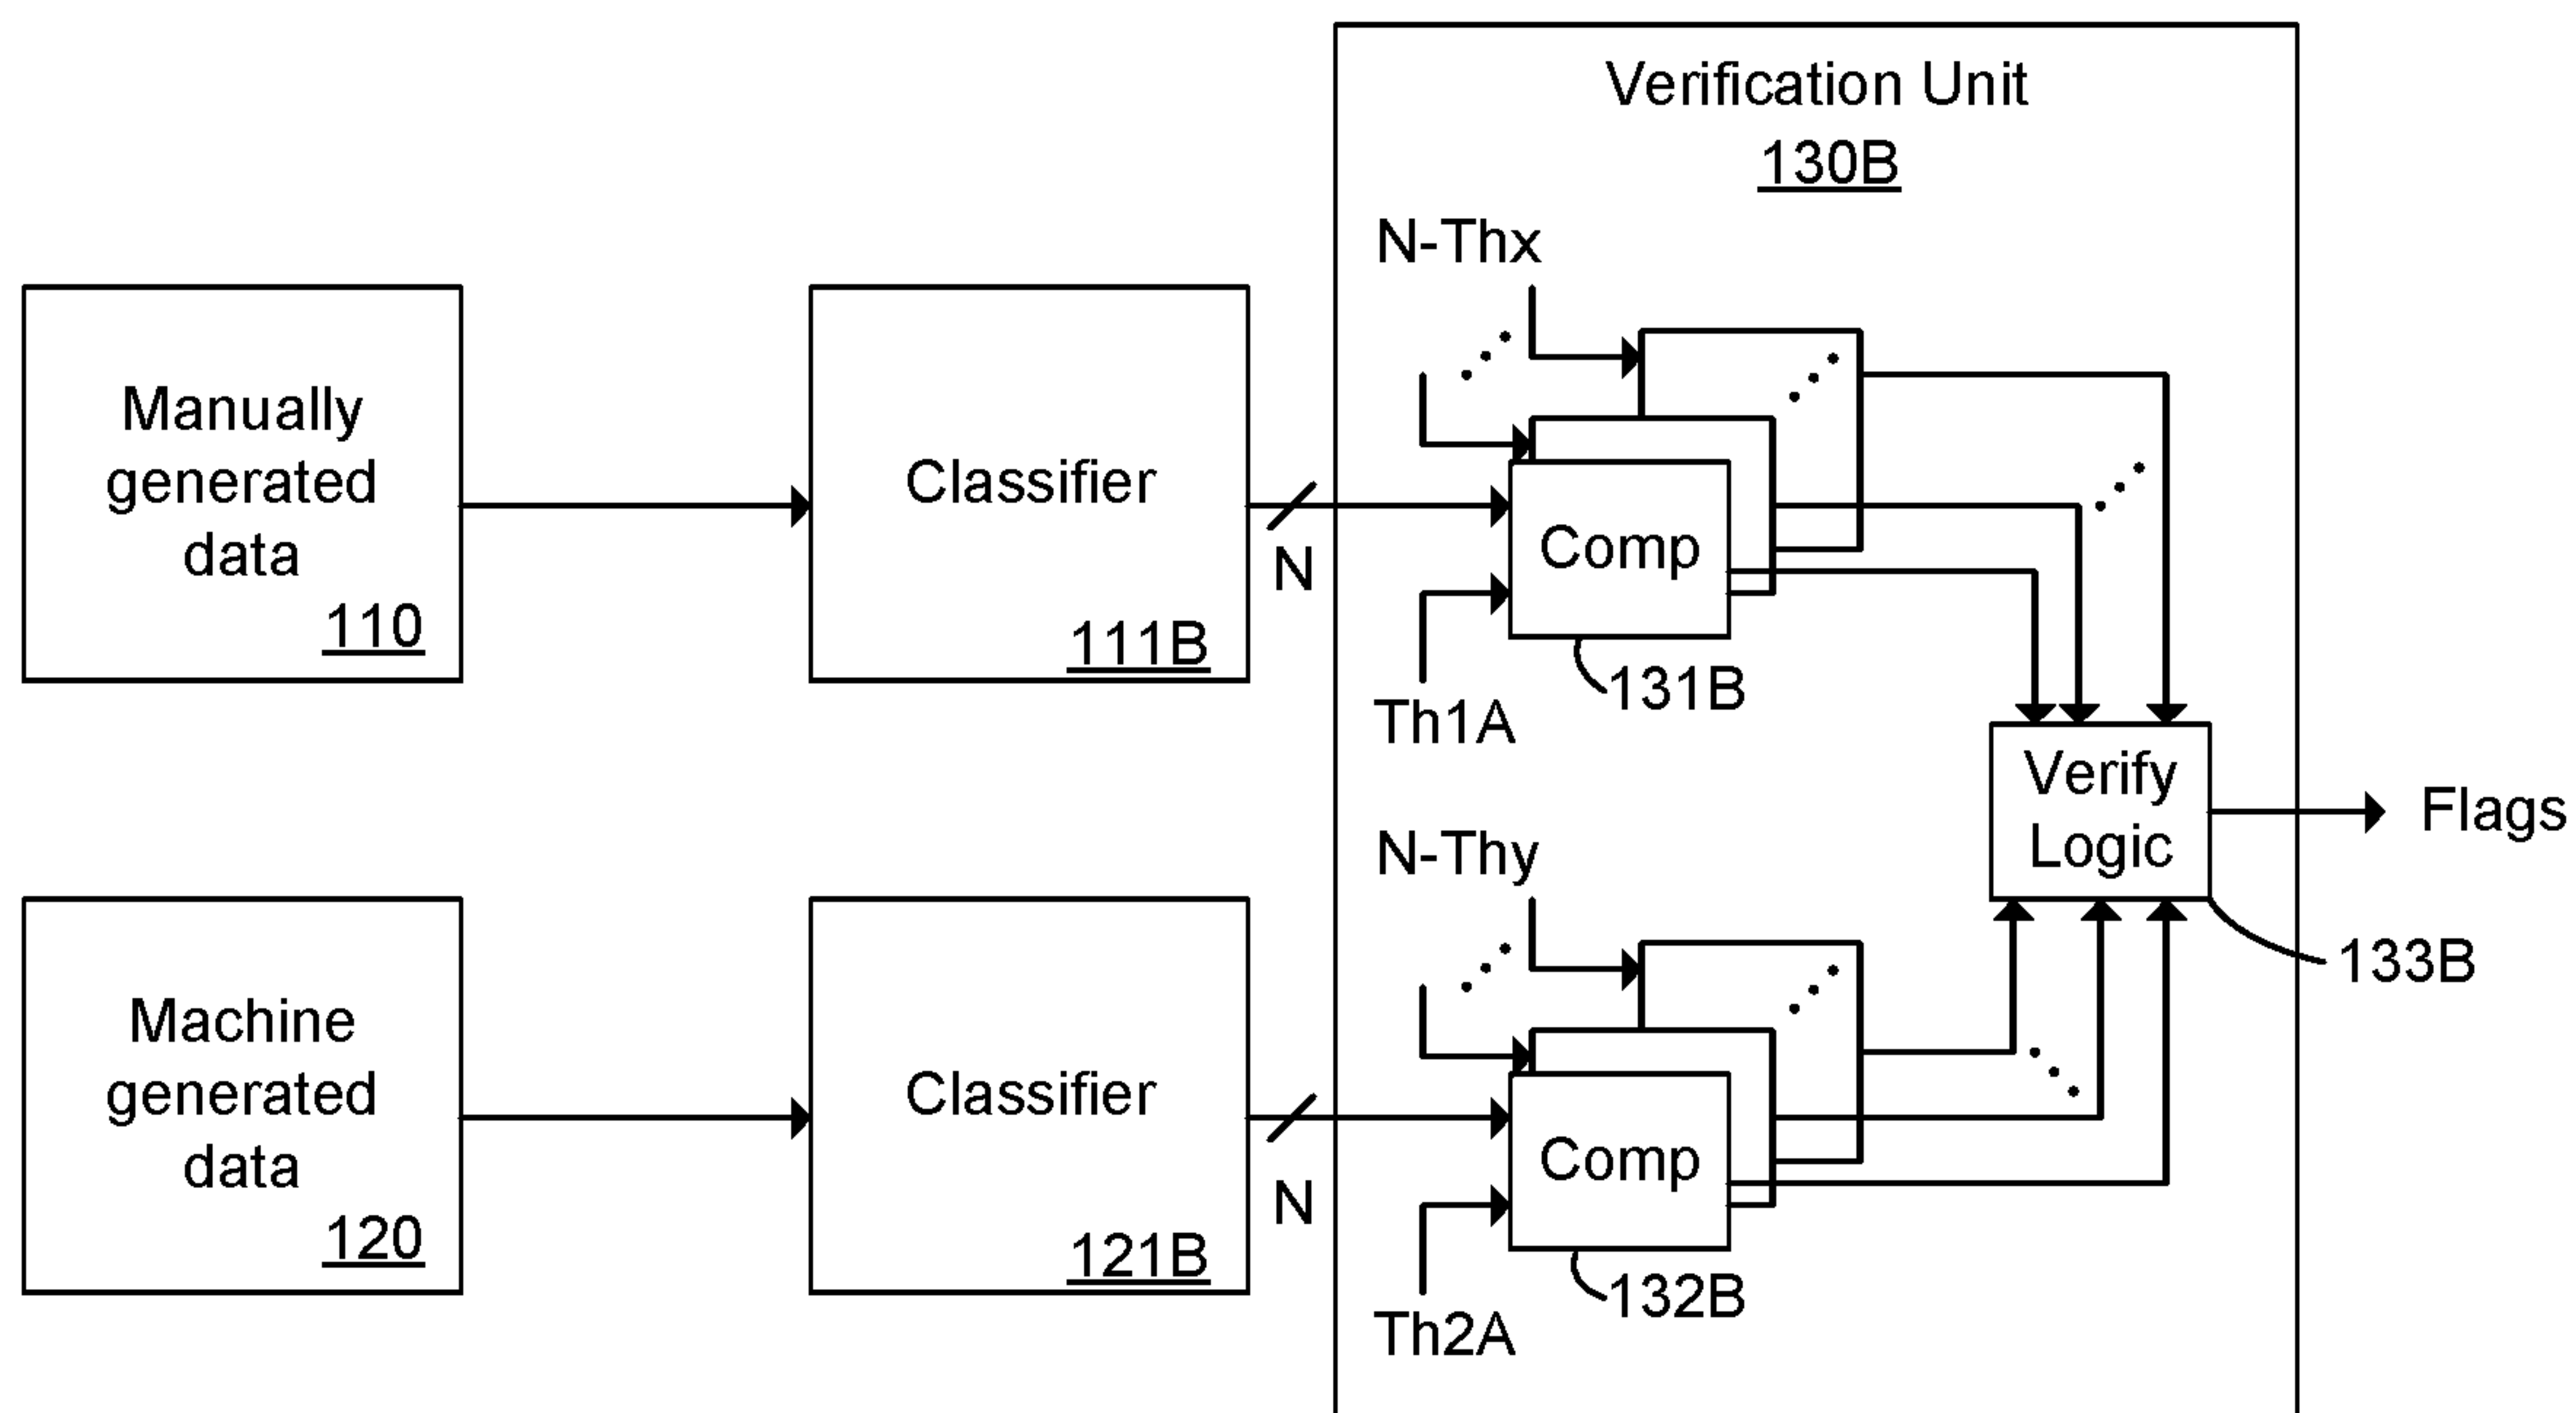 Verification Unit
130B
N-Thx
Manually
generated
data
110
Classifier
111B
N
Comp
131B
Th1A
Verify
Logic
Flags
133B
N-Thy
Machine
generated
data
120
Classifier
121B
N
Comp
132B
Th2A